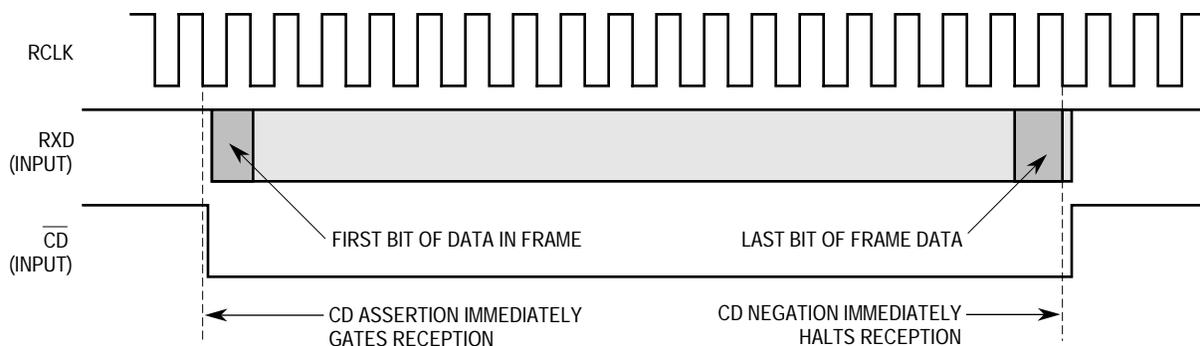 RCLK
RXD
(INPUT)
FIRST BIT OF DATA IN FRAME
LAST BIT OF FRAME DATA
CD
(INPUT)
CD ASSERTION IMMEDIATELY
GATES RECEPTION
CD NEGATION IMMEDIATELY
HALTS RECEPTION